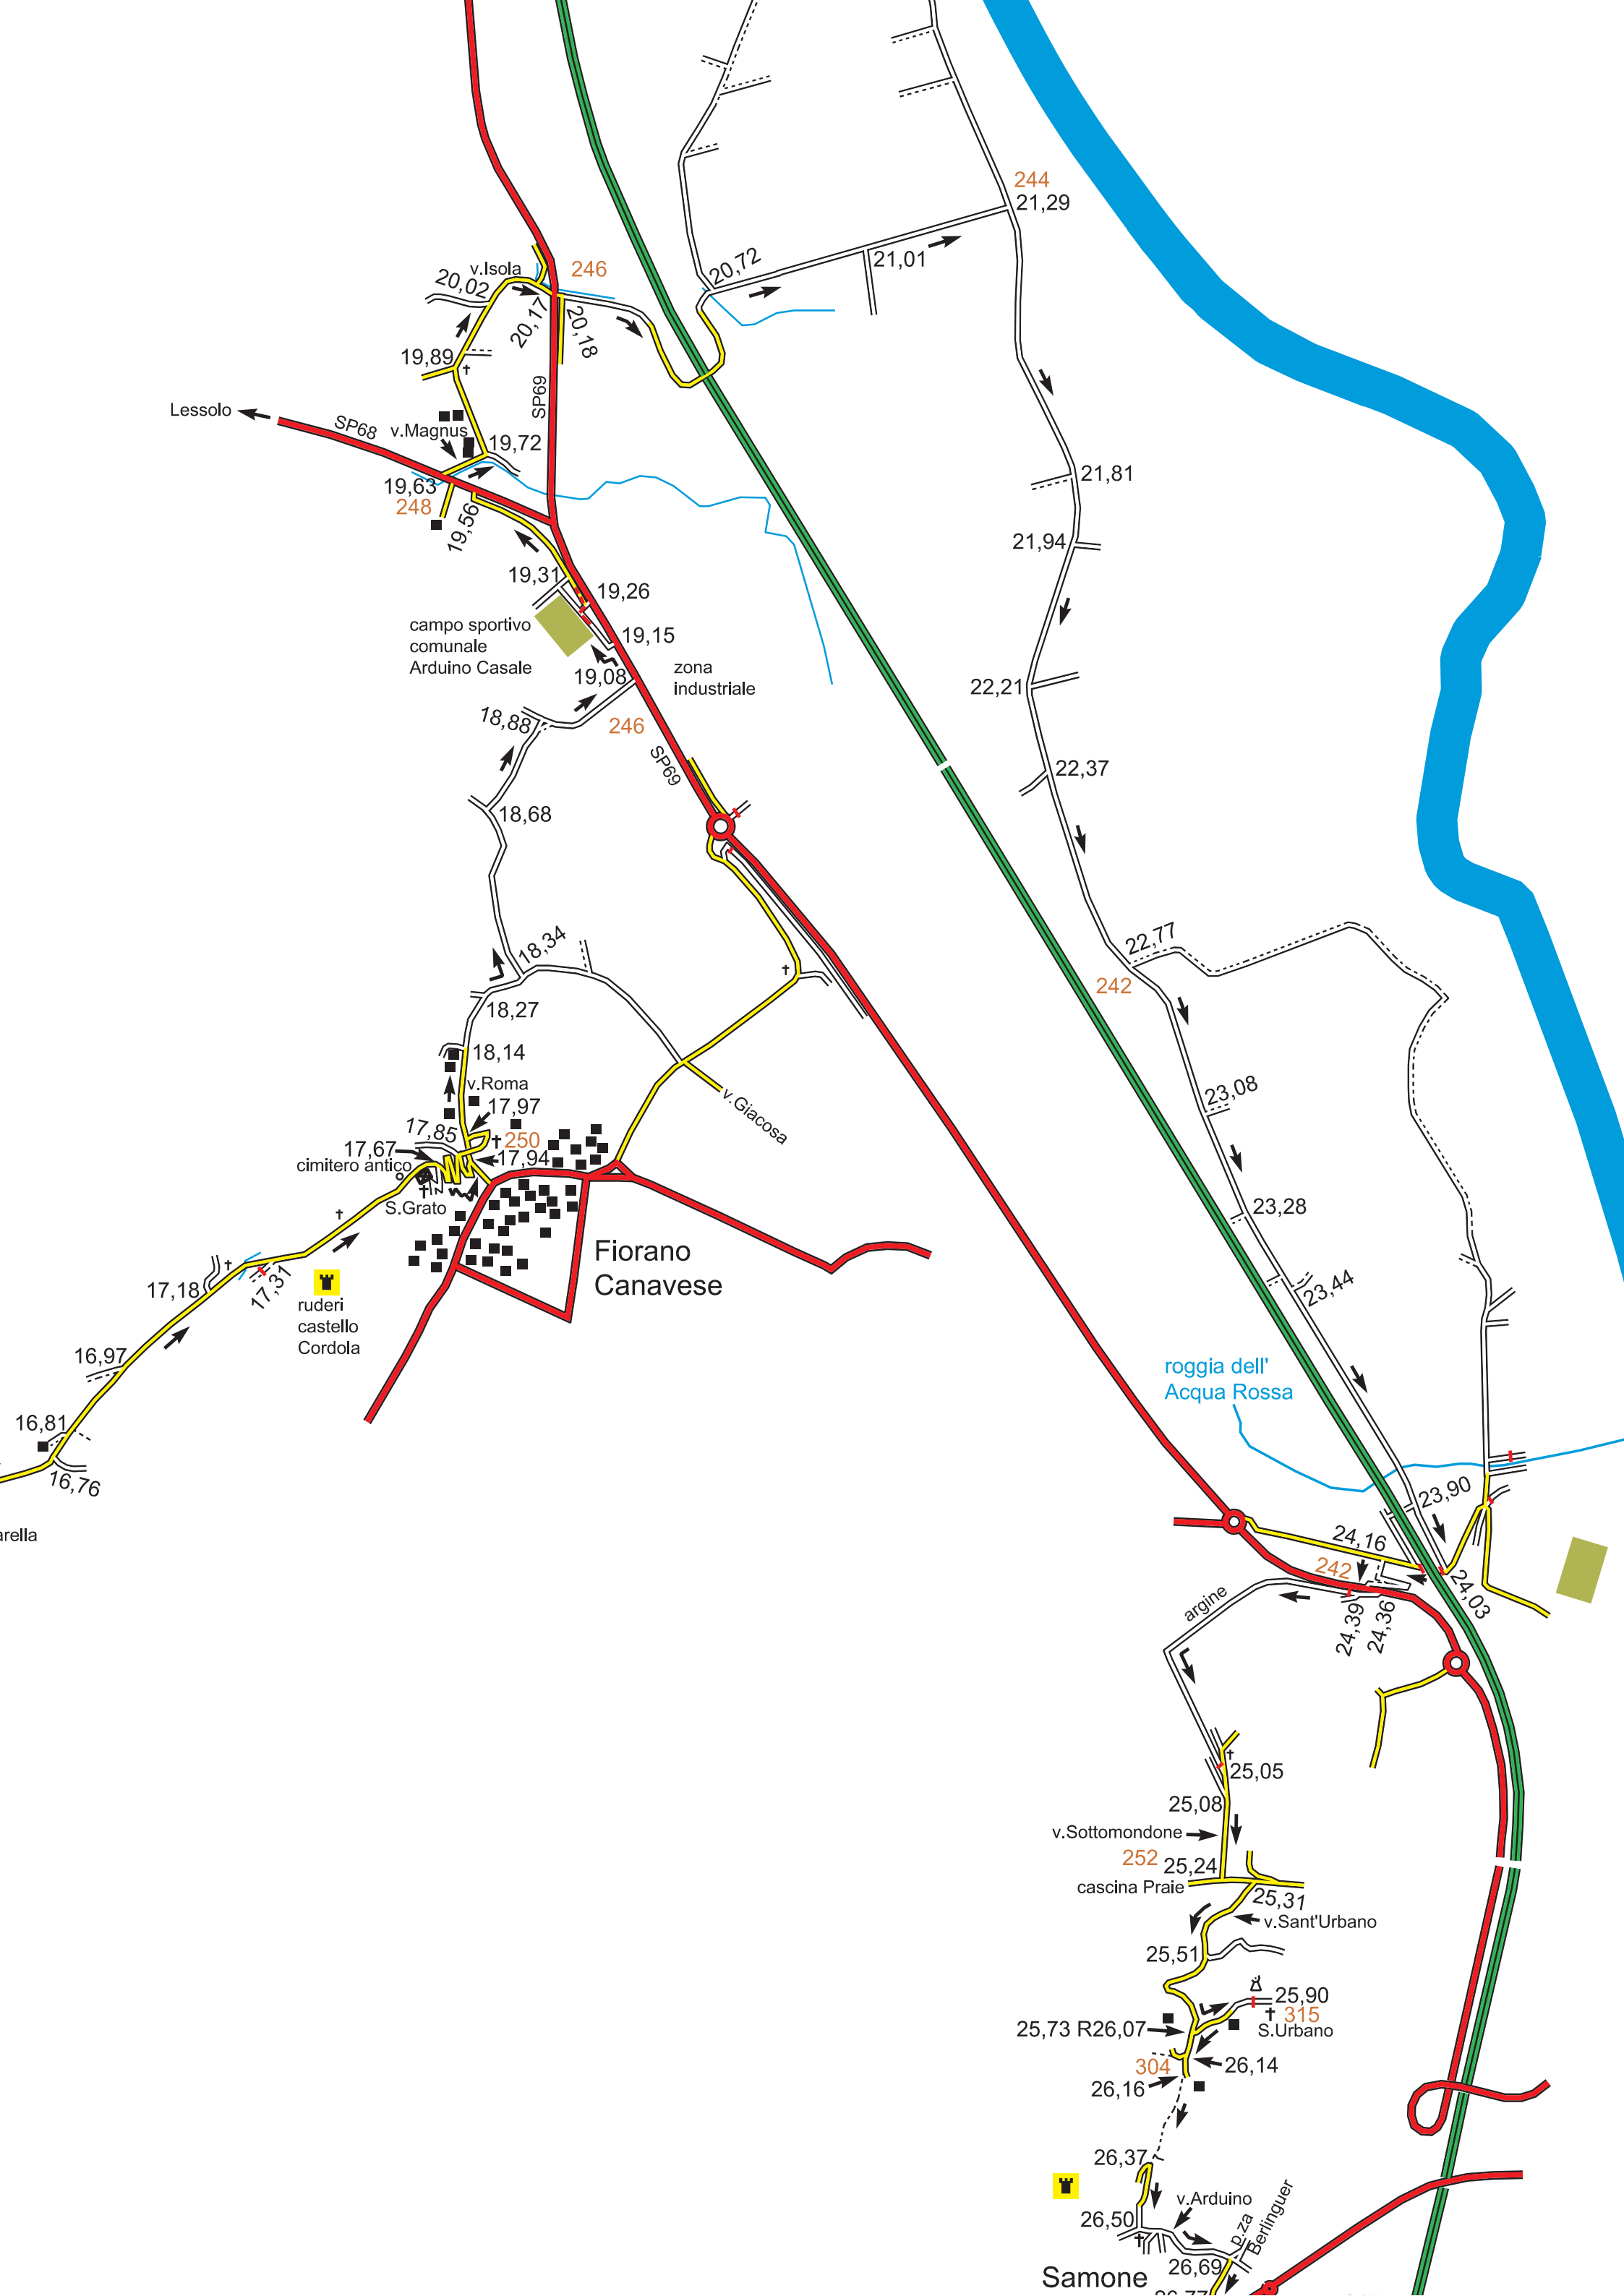 244
21,29
20,72
21,01
v.Isola
246
20,02
20,17
20,18
19,89
SP69
Lessolo
SP68
v.Magnus
19,72
19,63
248
19,56
21,81
21,94
19,31
19,26
campo sportivo
comunale
Arduino Casale
19,15
19,08
zona
industriale
22,21
18,88
246
SP69
22,37
18,68
22,77
18,34
242
18,27
18,14
v.Roma
17,97
23,08
v.Giacosa
17,85
250
17,67
17,94
cimitero antico
S.Grato
23,28
Fiorano
Canavese
17,18
17,31
23,44
ruderi
castello
Cordola
16,97
roggia dell'
Acqua Rossa
16,81
16,76
23,90
arella
24,16
242
24,03
argine
24,39
24,36
25,05
25,08
v.Sottomondone
252
25,24
cascina Praie
25,31
v.Sant'Urbano
25,51
25,90
315
25,73 R26,07
S.Urbano
304
26,14
26,16
26,37
v.Arduino
26,50
p.za
Berlinguer
26,69
Samone
26,77